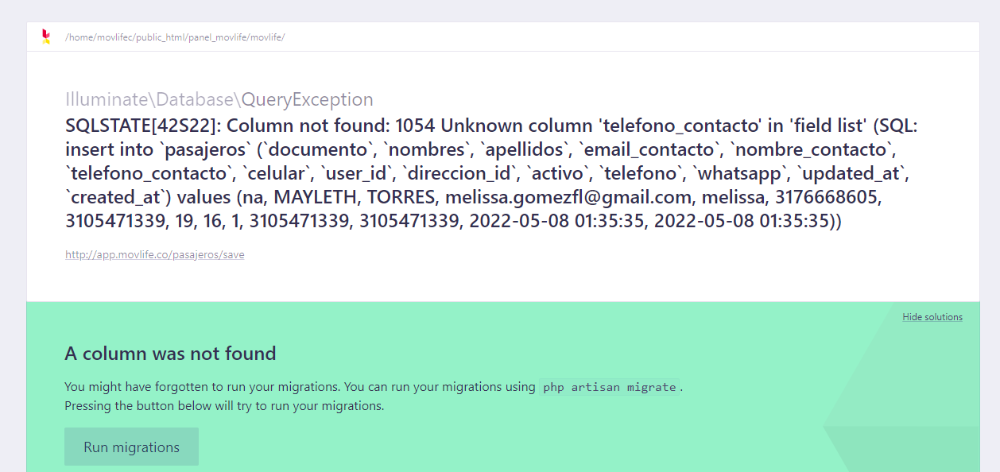 /home/movlifec/public_html/panel_movlife/movlife/
Illuminate\Database\QueryException
SQLSTATE[42S22]: Column not found: 1054 Unknown column 'telefono_contacto' in 'field list' (SQL:
insert into `pasajeros` (`documento`, `nombres`, `apellidos`, `email_contacto`, `nombre_contacto`,
`telefono_contacto`, `celular`, `user_id`, `direccion_id`, `activo`, `telefono`, `whatsapp`, `updated_at`,
`created_at`) values (na, MAYLETH, TORRES, melissa.gomezfl@gmail.com, melissa, 3176668605,
3105471339, 19, 16, 1, 3105471339, 3105471339, 2022-05-08 01:35:35, 2022-05-08 01:35:35))
http://app.movlife.co/pasajeros/save
Hide solutions
A column was not found
You might have forgotten to run your migrations. You can run your migrations using php artisan migrate.
Pressing the button below will try to run your migrations.
Run migrations